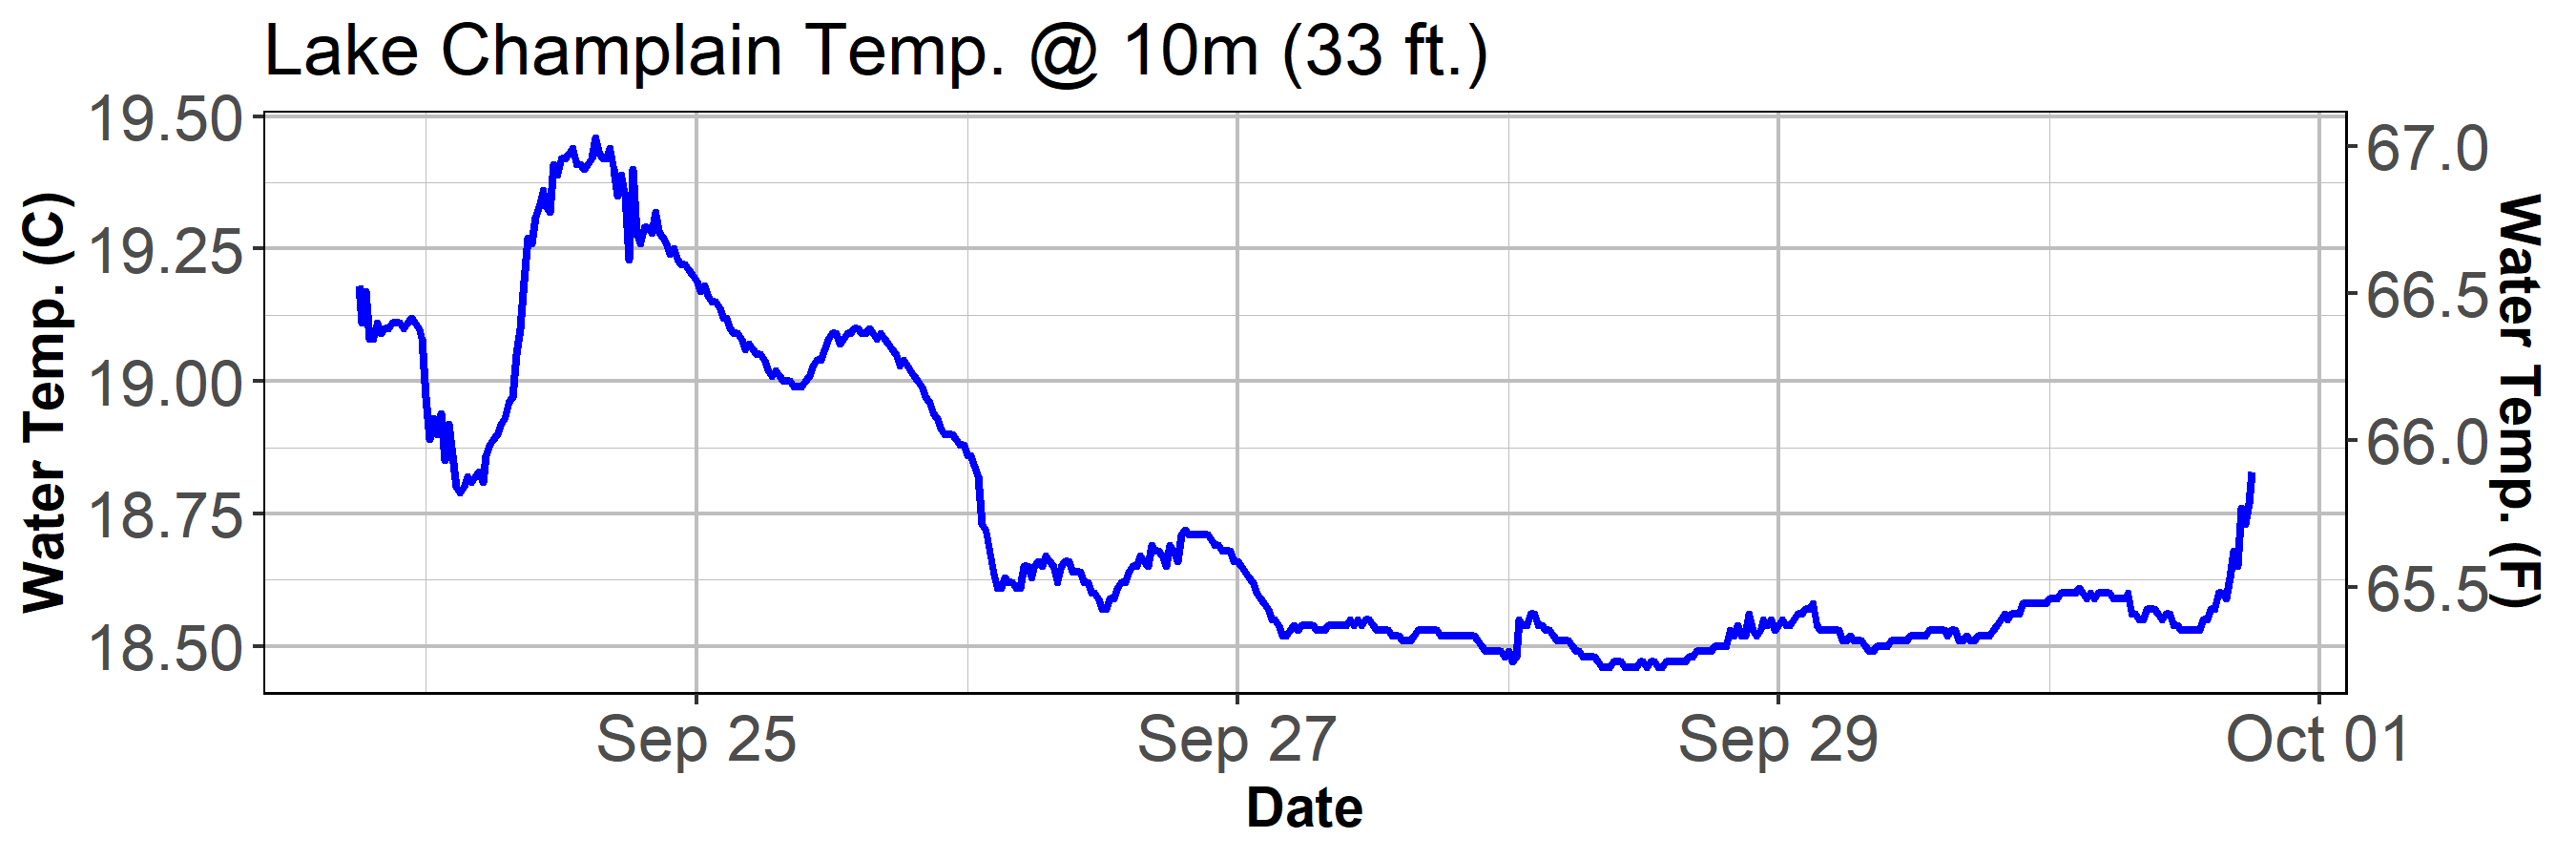 Lake Champlain Temp. @ 10m (33 ft.)
Water Temp. (C)
19.50
19.25
19.00
18.75
18.50
67.0
66.5
66.0
65.5
Water Temp. (F)
Sep 25
Sep 27
Sep 29
Oct 01
Date